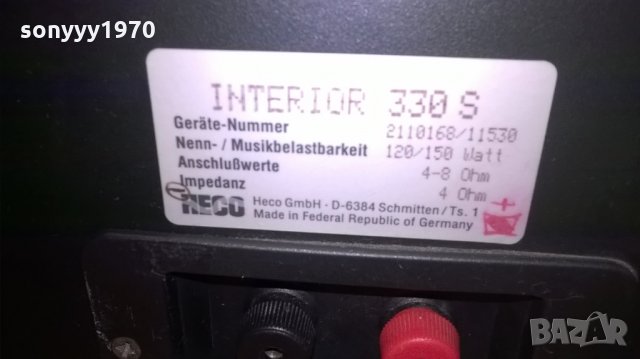 sonyyy1970
INTERIOR 330 S
Geräte-Nummer 2110168/11530
Nenn- / Musikbelastbarkeit 120/150 Watt
Anschlußwerte 4-8 Ohm
Impedanz 4 Ohm
HECO Heco GmbH - D-6384 Schmitten/Ts. 1
Made in Federal Republic of Germany
BAZAR